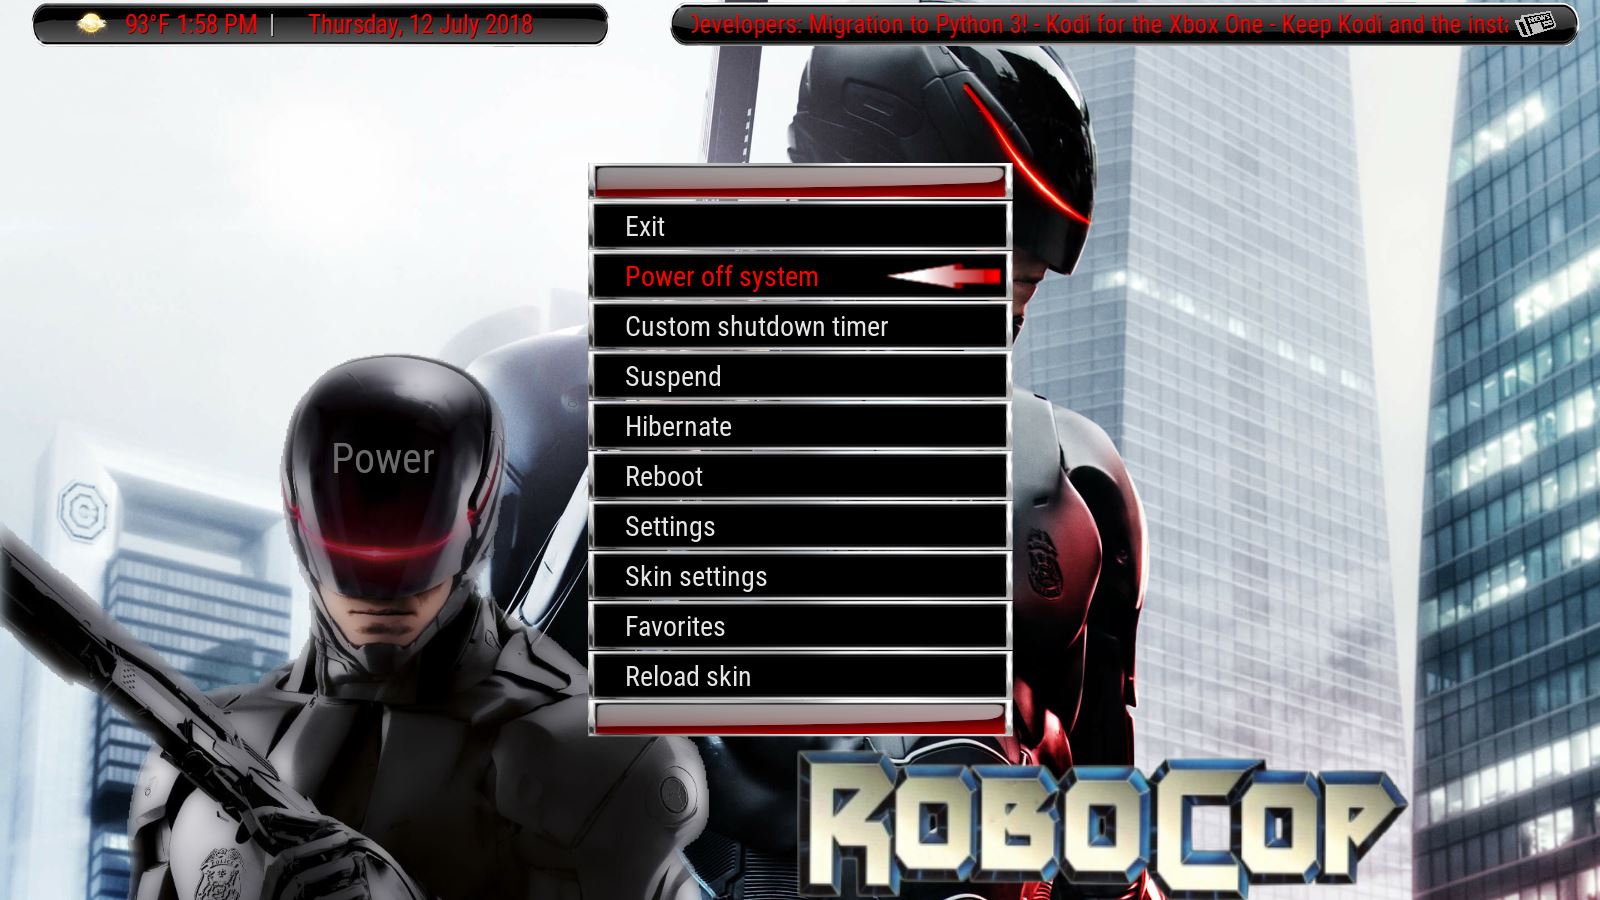 93°F 1:58 PM | Thursday, 12 July 2018
Developers: Migration to Python 3! - Kodi for the Xbox One - Keep Kodi and the inst
NEWS
Exit
Power off system
Custom shutdown timer
Suspend
Hibernate
Reboot
Settings
Skin settings
Favorites
Reload skin
Power
ROBOCOP